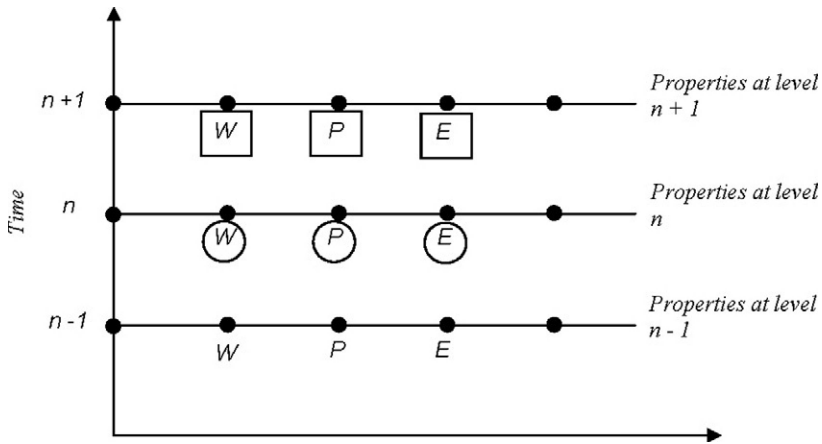 n +1
W
P
E
Properties at level
n + 1
Time
n
W
P
E
Properties at level
n
n -1
W
P
E
Properties at level
n - 1